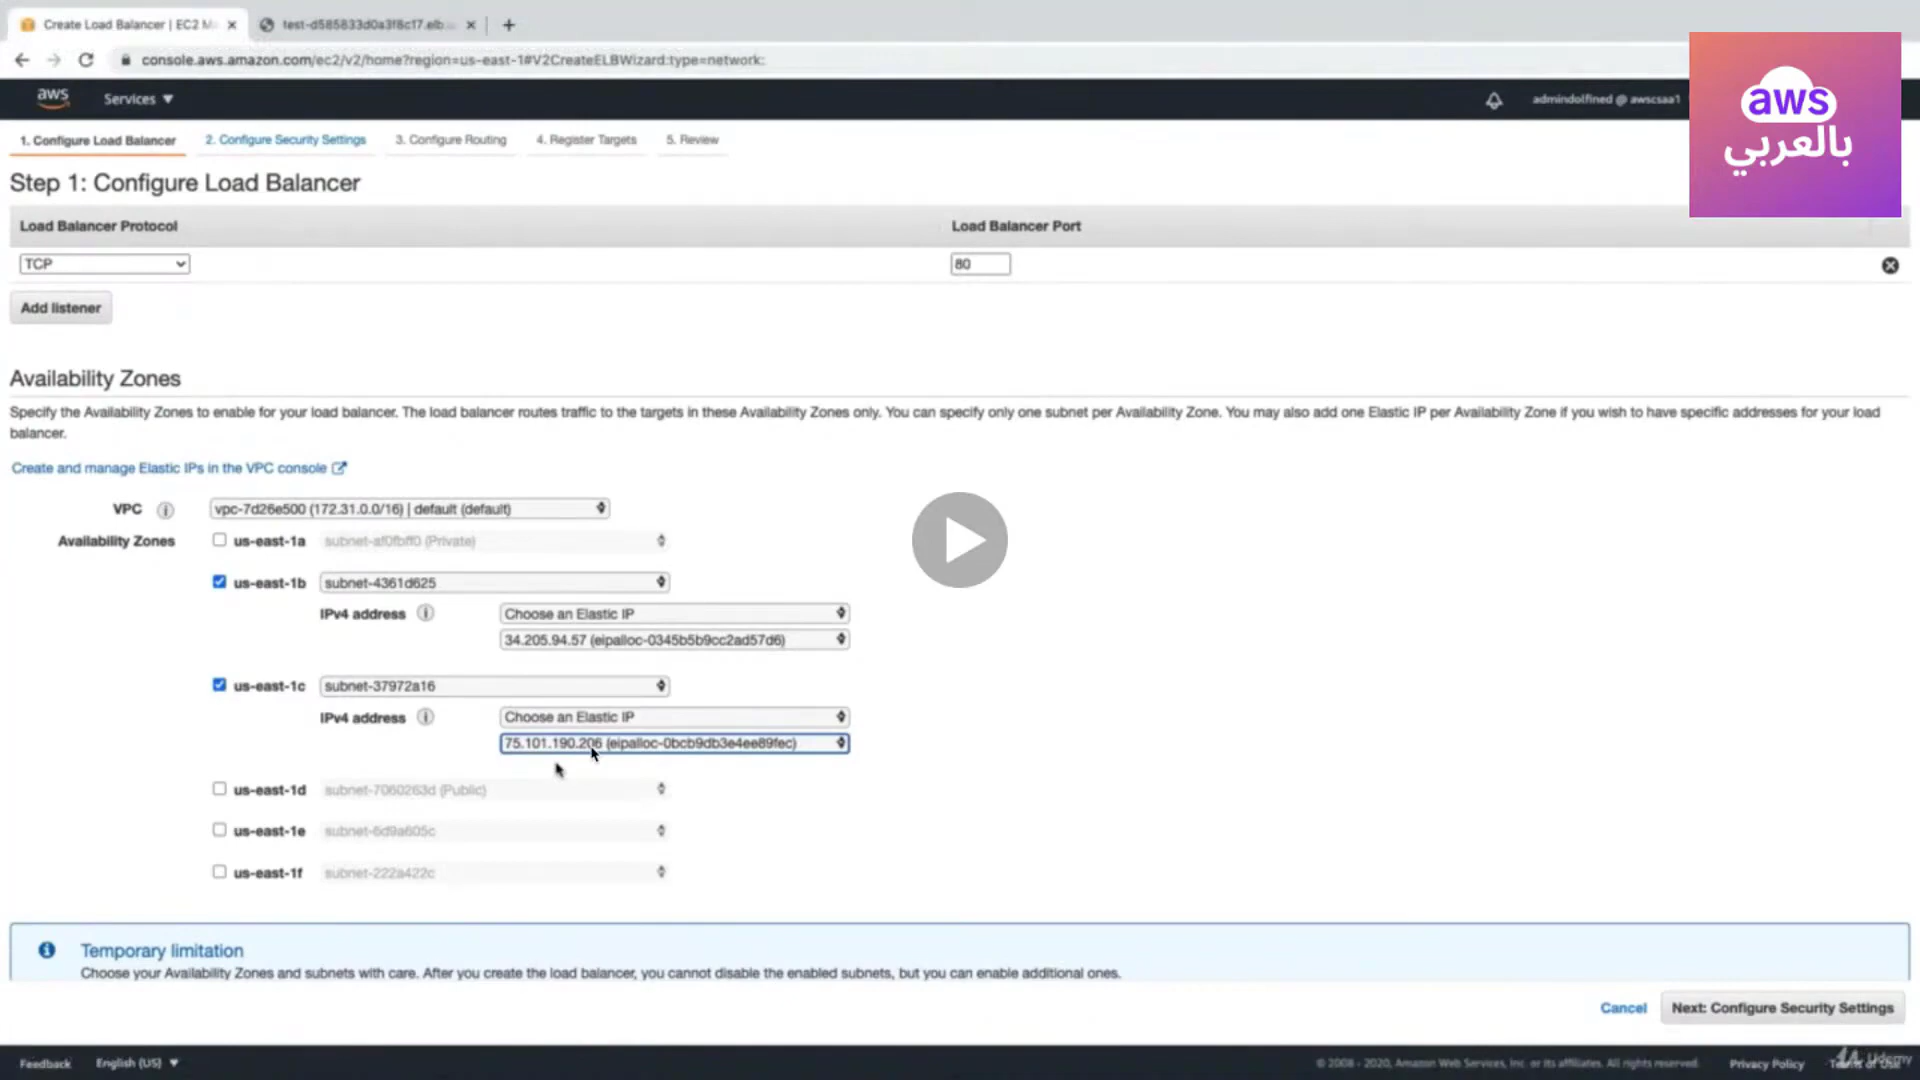 Create Load Balancer | EC2 M
test-d585833d0a3f8c17.elb.
console.aws.amazon.com/ec2/v2/home?region=us-east-1#V2CreateELBWizard:type=network:
aws
Services
admindolfined @ awscsaa1
aws
بالعربي
1. Configure Load Balancer
2. Configure Security Settings
3. Configure Routing
4. Register Targets
5. Review
Step 1: Configure Load Balancer
Load Balancer Protocol
Load Balancer Port
TCP
80
Add listener
Availability Zones
Specify the Availability Zones to enable for your load balancer. The load balancer routes traffic to the targets in these Availability Zones only. You can specify only one subnet per Availability Zone. You may also add one Elastic IP per Availability Zone if you wish to have specific addresses for your load
balancer.
Create and manage Elastic IPs in the VPC console
VPC
vpc-7d26e500 (172.31.0.0/16) | default (default)
Availability Zones
us-east-1a
subnet-af0fbff0 (Private)
us-east-1b
subnet-4361d625
IPv4 address
Choose an Elastic IP
34.205.94.57 (eipalloc-0345b5b9cc2ad57d6)
us-east-1c
subnet-37972a16
IPv4 address
Choose an Elastic IP
75.101.190.206 (eipalloc-0bcb9db3e4ee89fec)
us-east-1d
subnet-7060263d (Public)
us-east-1e
subnet-6d9a605c
us-east-1f
subnet-222a422c
Temporary limitation
Choose your Availability Zones and subnets with care. After you create the load balancer, you cannot disable the enabled subnets, but you can enable additional ones.
Cancel
Next: Configure Security Settings
Feedback
English (US)
© 2008 - 2020, Amazon Web Services, Inc. or its affiliates. All rights reserved.
Privacy Policy
Terms of Use
Udemy